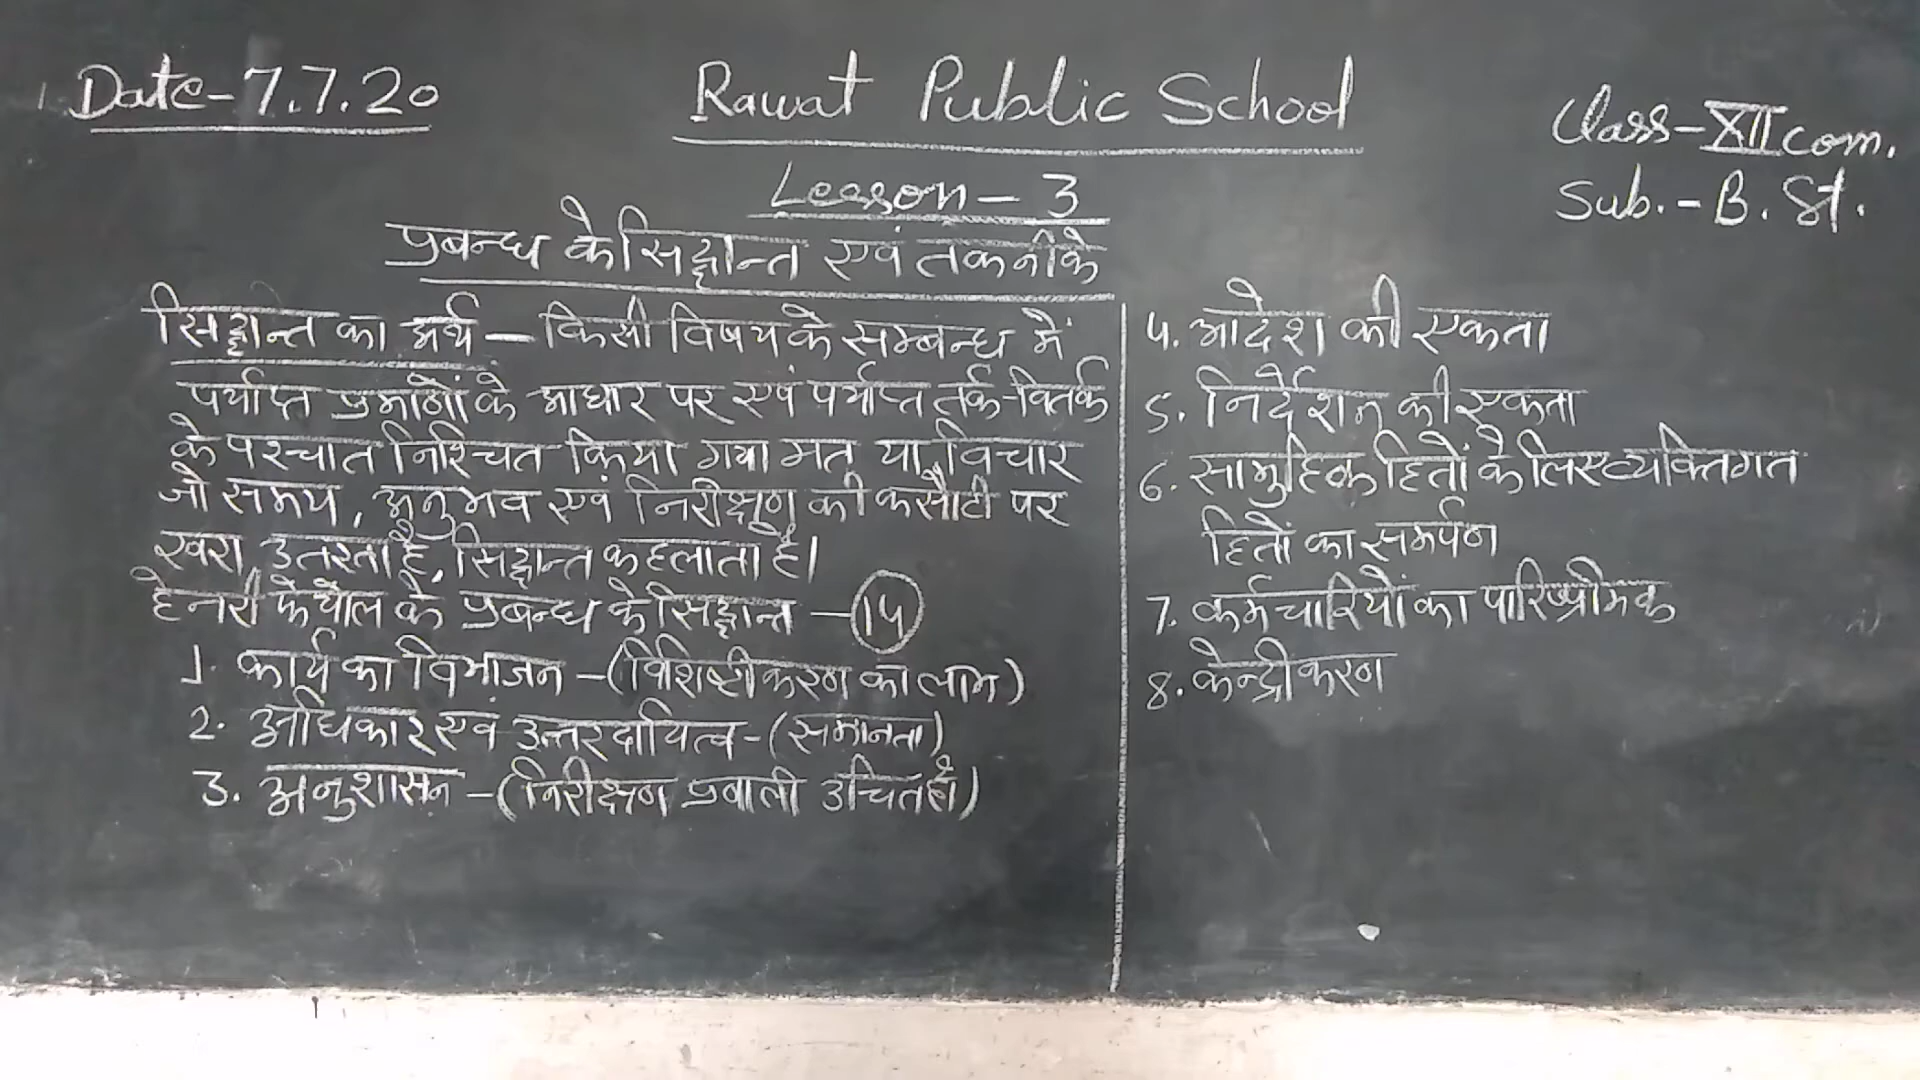 Date-7.7.20
Rawat Public School
Class-XII com.
Sub.-B. St.
Lesson-3
प्रबन्ध के सिद्धान्त एवं तकनीके
सिद्धान्त का अर्थ - किसी विषय के सम्बन्ध में
पर्याप्त प्रमाणों के आधार पर एवं पर्याप्त तर्क-वितर्क
के पश्चात निश्चित किया गया मत या विचार
जो समय, अनुभव एवं निरीक्षण की कसौटी पर
खरा उतरता है, सिद्धान्त कहलाता है।
हेनरी फेयोल के प्रबन्ध के सिद्धान्त - 14
1. कार्य का विभाजन - (विशिष्टीकरण का लाभ)
2. अधिकार एवं उत्तरदायित्व - (समानता)
3. अनुशासन - (निरीक्षण प्रणाली उचित हो)
4. आदेश की एकता
5. निर्देशन की एकता
6. सामुहिक हितों के लिए व्यक्तिगत
हितों का समर्पण
7. कर्मचारियों का पारिश्रमिक
8. केन्द्रीकरण